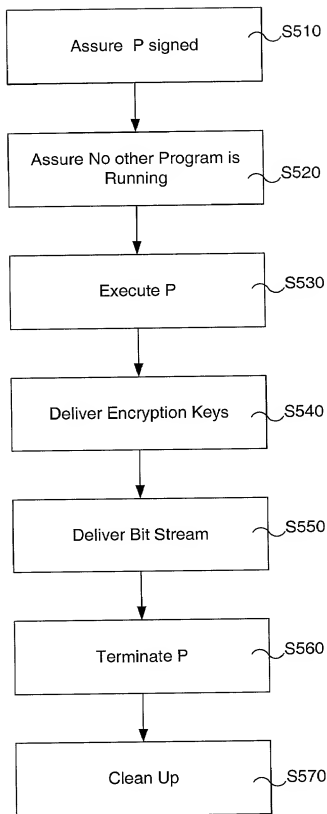 Assure P signed
S510
Assure No other Program is
Running
S520
Execute P
S530
Deliver Encryption Keys
S540
Deliver Bit Stream
S550
Terminate P
S560
Clean Up
S570